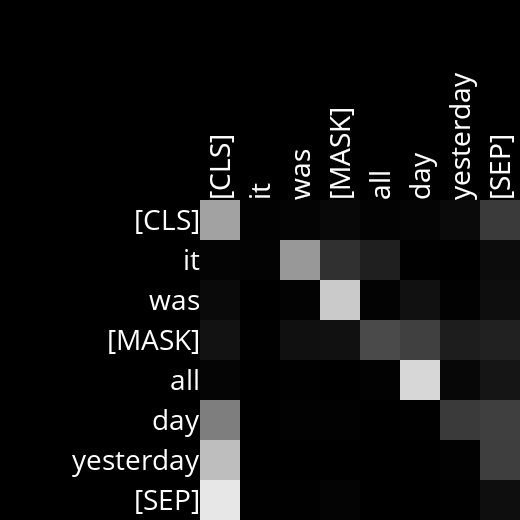 [CLS] it was [MASK] all day yesterday [SEP]
[CLS]
it
was
[MASK]
all
day
yesterday
[SEP]